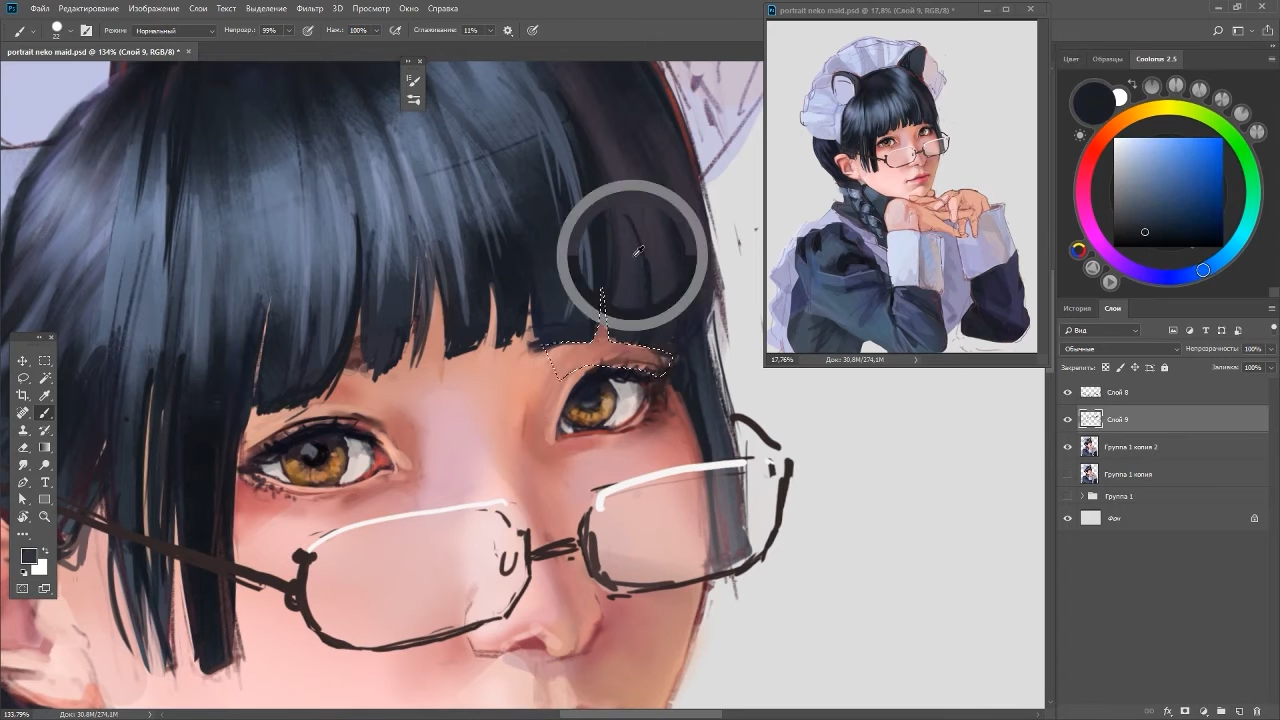 Файл Редактирование Изображение Слои Текст Выделение Фильтр 3D Просмотр Окно Справка
22 Режим: Нормальный Непрозр.: 99% Наж.: 100% Сглаживание: 11%
portrait neko maid.psd @ 134% (Слой 9, RGB/8) * ×
portrait neko maid.psd @ 17,8% (Слой 9, RGB/8) *
17,76% Док: 30,8M/274,1M
Цвет Образцы Coolorus 2.5
История Слои
Вид
Обычные Непрозрачность: 100%
Закрепить: Заливка: 100%
Слой 8
Слой 9
Группа 1 копия 2
Группа 1 копия
Группа 1
Фон
133,79% Док: 30,8M/274,1M